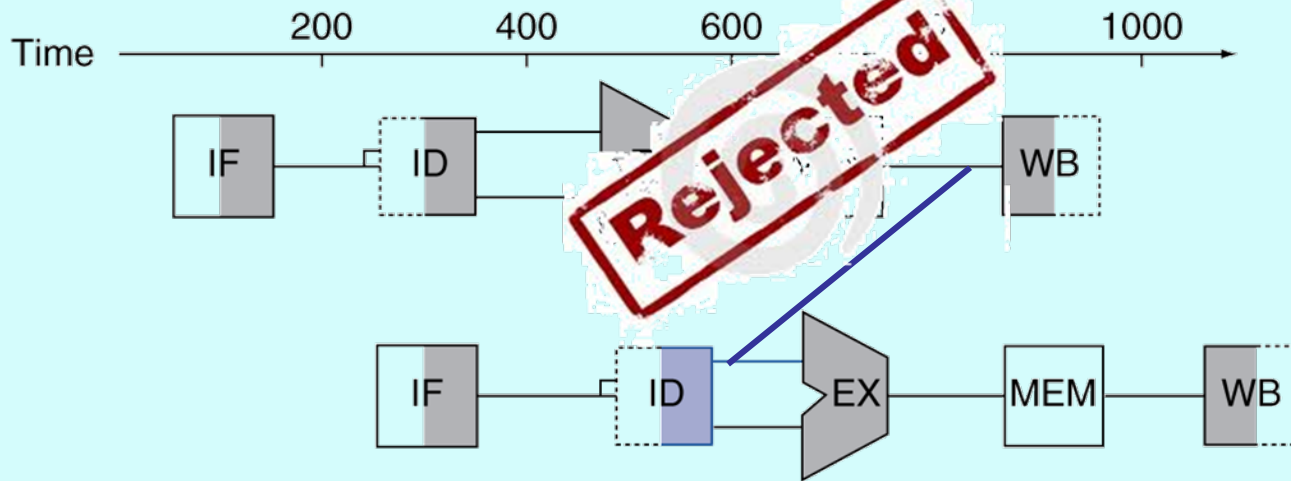 200 400 600 1000
Time
Rejected
IF ID WB
IF ID EX MEM WB